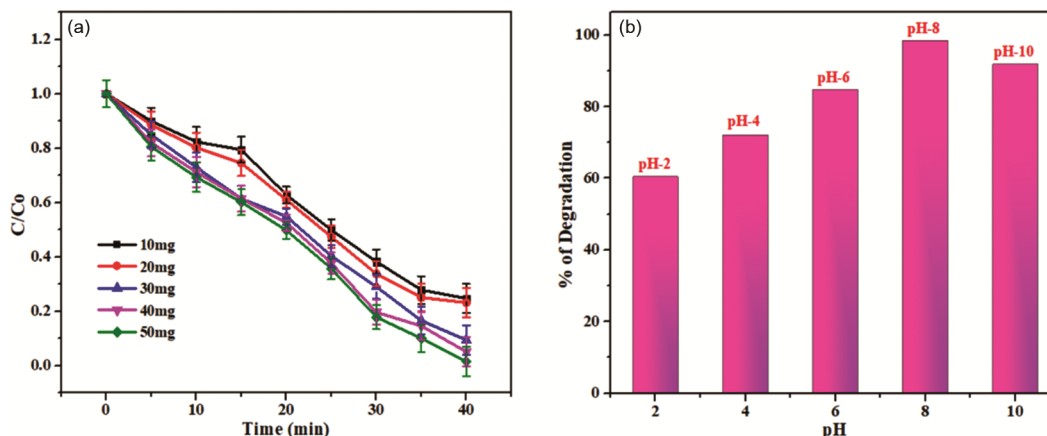 (a)
1.2
1.0
0.8
0.6
0.4
0.2
0.0
C/Co
10mg
20mg
30mg
40mg
50mg
0
10
20
30
40
Time (min)
(b)
100
80
60
40
20
0
% of Degradation
pH-2
pH-4
pH-6
pH-8
pH-10
2
4
6
8
10
pH